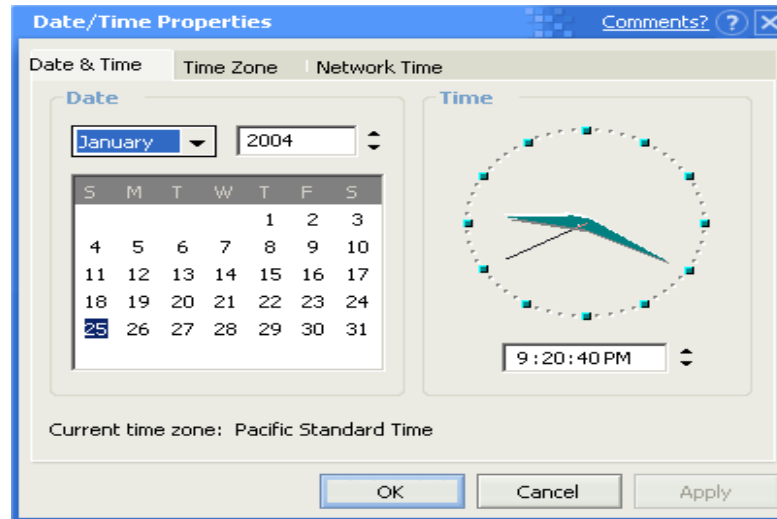 Date/Time Properties Comments? ?
Date & Time Time Zone Network Time
Date
January 2004
S M T W T F S
1 2 3
4 5 6 7 8 9 10
11 12 13 14 15 16 17
18 19 20 21 22 23 24
25 26 27 28 29 30 31
Time
9:20:40 PM
Current time zone: Pacific Standard Time
OK Cancel Apply